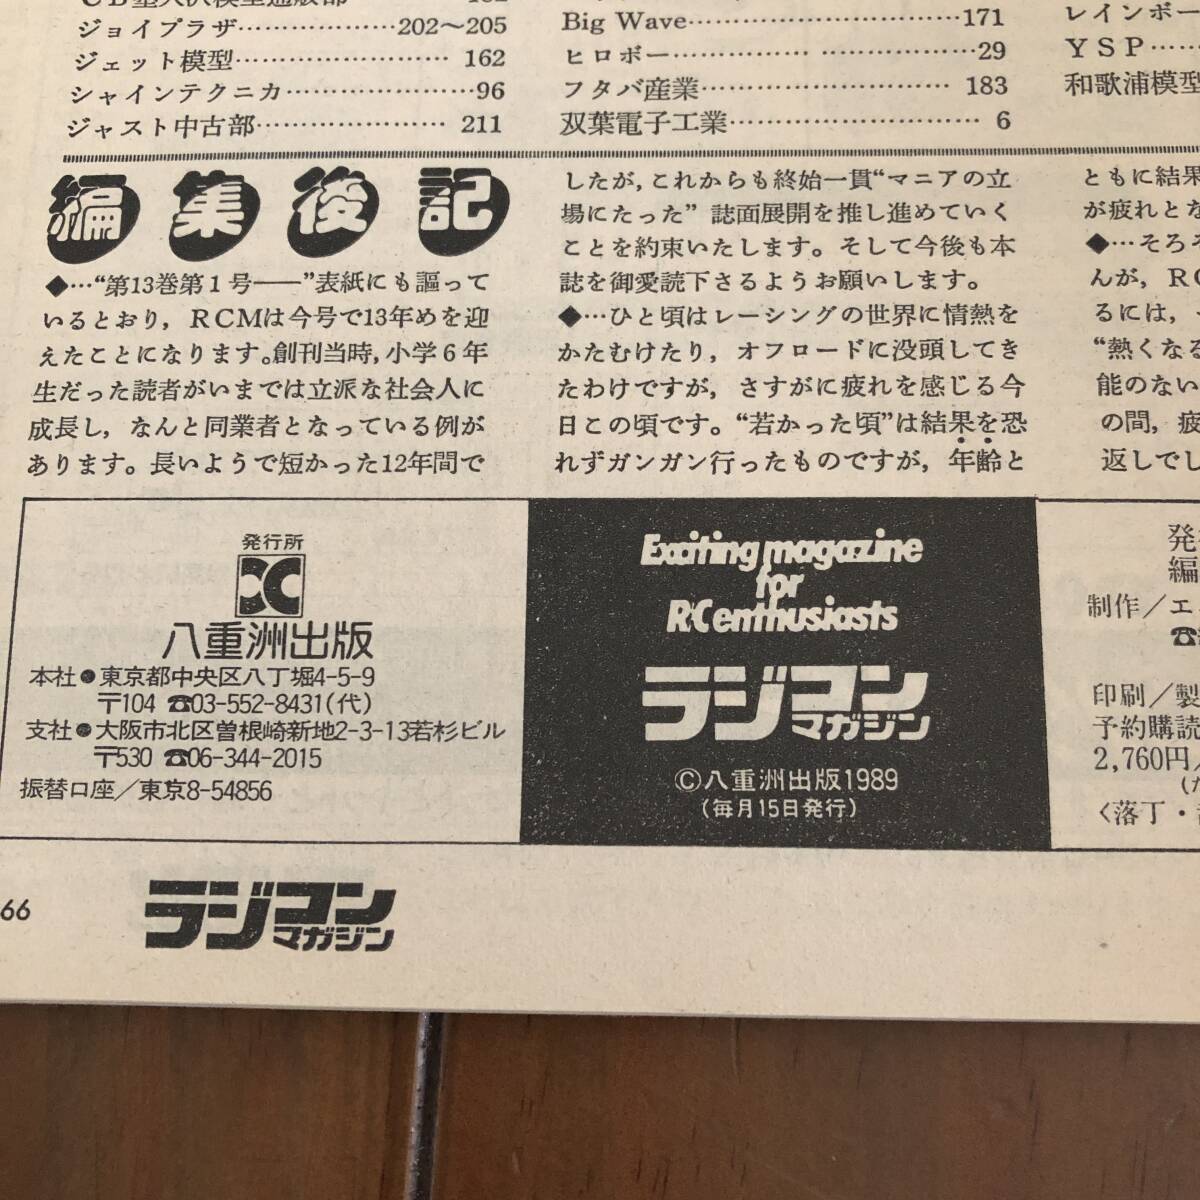 ジョイプラザ……………202〜205
ジェット模型…………………162
シャインテクニカ………………96
ジャスト中古部………………211
Big Wave……………………171
ヒロボー………………………29
フタバ産業……………………183
双葉電子工業…………………6
レインボー
YSP……
和歌浦模型
編集後記
◆…“第13巻第1号——”表紙にも謳って
いるとおり，RCMは今号で13年めを迎
えたことになります。創刊当時，小学6年
生だった読者がいまでは立派な社会人に
成長し，なんと同業者となっている例が
あります。長いようで短かった12年間で
したが，これからも終始一貫“マニアの立
場にたった”誌面展開を推し進めていく
ことを約束いたします。そして今後も本
誌を御愛読下さるようお願いします。
◆…ひと頃はレーシングの世界に情熱を
かたむけたり，オフロードに没頭してき
たわけですが，さすがに疲れを感じる今
日この頃です。“若かった頃”は結果を恐
れずガンガン行ったものですが，年齢と
ともに結果
が疲れとな
◆…そろそ
んが，RC
るには，
“熱くなる
能のない
の間，疲
返しでし
発行所
八重洲出版
本社●東京都中央区八丁堀4-5-9
〒104 ☎03-552-8431(代)
支社●大阪市北区曽根崎新地2-3-13若杉ビル
〒530 ☎06-344-2015
振替口座／東京8-54856
Exciting magazine
for
RC enthusiasts
ラジコン
マガジン
©八重洲出版1989
（毎月15日発行）
発
編
制作／エ
☎
印刷／製
予約購読
2,760円／
〈落丁・
66
ラジコン
マガジン